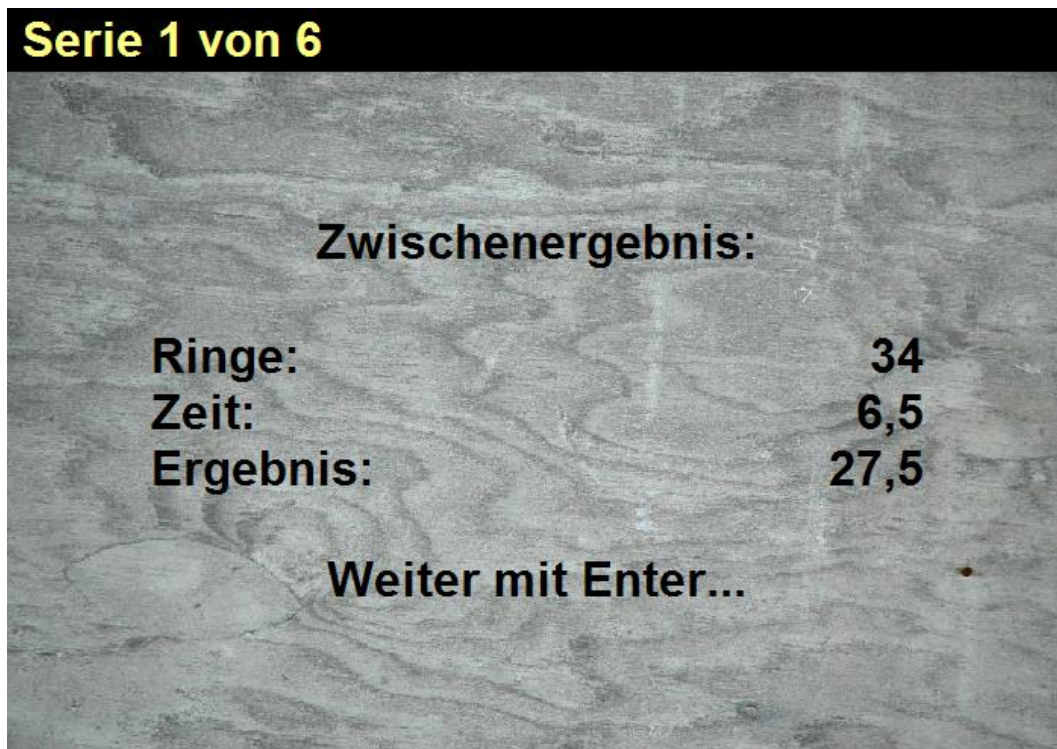 Serie 1 von 6
Zwischenergebnis:
Ringe: 34
Zeit: 6,5
Ergebnis: 27,5
Weiter mit Enter...